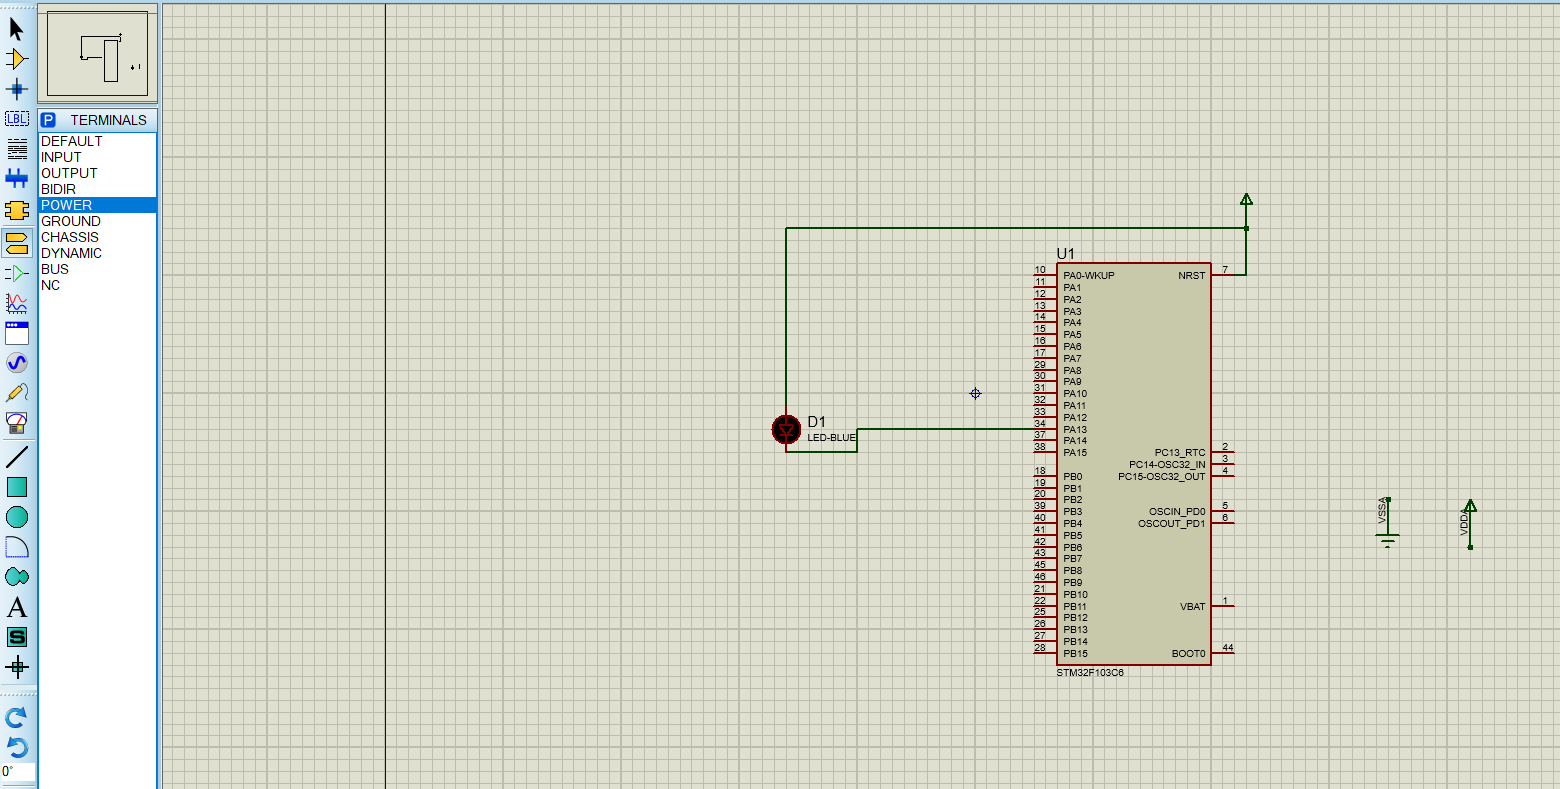 LBL
P TERMINALS
DEFAULT
INPUT
OUTPUT
BIDIR
POWER
GROUND
CHASSIS
DYNAMIC
BUS
NC
A
S
0°
D1
LED-BLUE
U1
10 PA0-WKUP NRST 7
11 PA1
12 PA2
13 PA3
14 PA4
15 PA5
16 PA6
17 PA7
29 PA8
30 PA9
31 PA10
32 PA11
33 PA12
34 PA13
37 PA14
38 PA15 PC13_RTC 2
PC14-OSC32_IN 3
18 PB0 PC15-OSC32_OUT 4
19 PB1
20 PB2
39 PB3 OSCIN_PD0 5
40 PB4 OSCOUT_PD1 6
41 PB5
42 PB6
43 PB7
45 PB8
46 PB9
21 PB10
22 PB11 VBAT 1
25 PB12
26 PB13
27 PB14
28 PB15 BOOT0 44
STM32F103C6
VSSA
VDDA